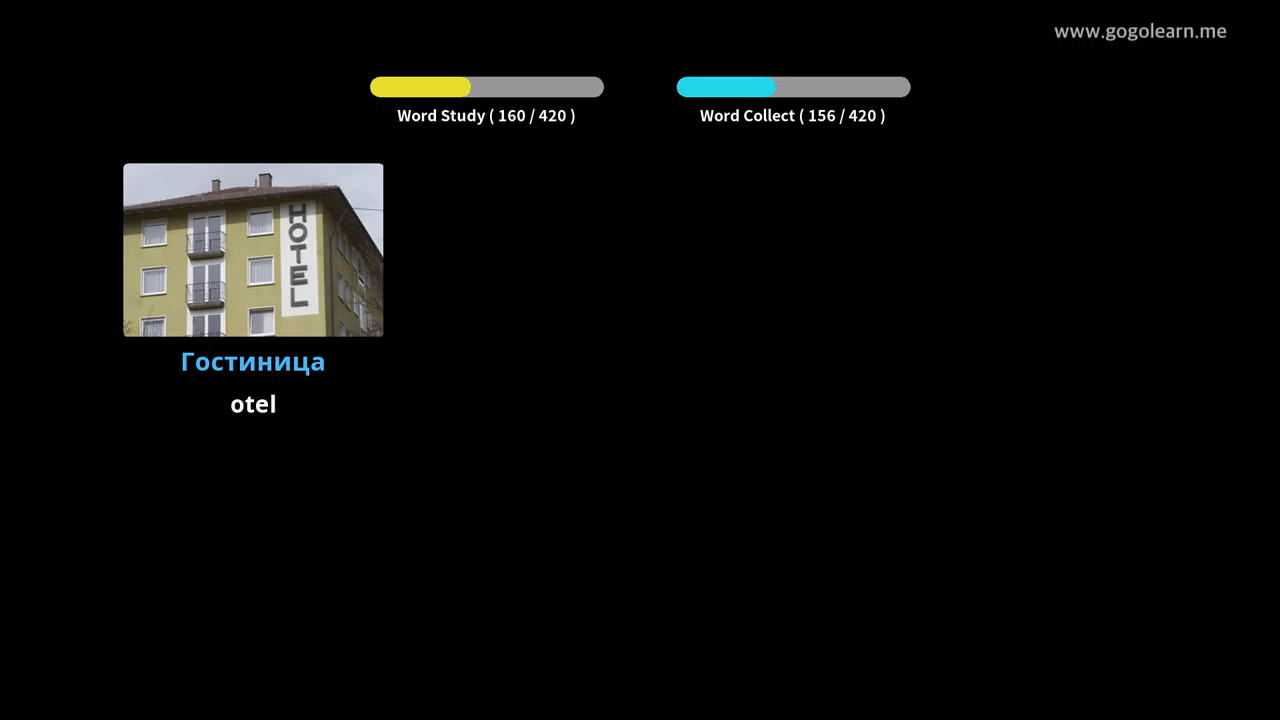 www.gogolearn.me
Word Study ( 160 / 420 )
Word Collect ( 156 / 420 )
HOTEL
Гостиница
otel